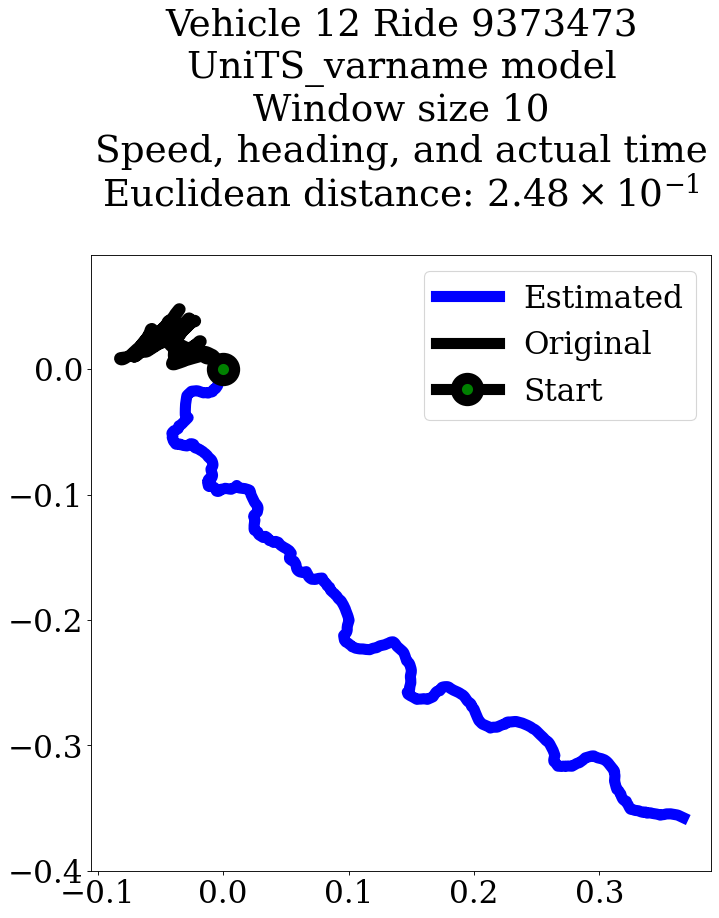 Vehicle 12 Ride 9373473
UniTS_varname model
Window size 10
Speed, heading, and actual time
Euclidean distance: 2.48 × 10⁻¹
Estimated
Original
Start
0.0
−0.1
−0.2
−0.3
−0.4
−0.1 0.0 0.1 0.2 0.3